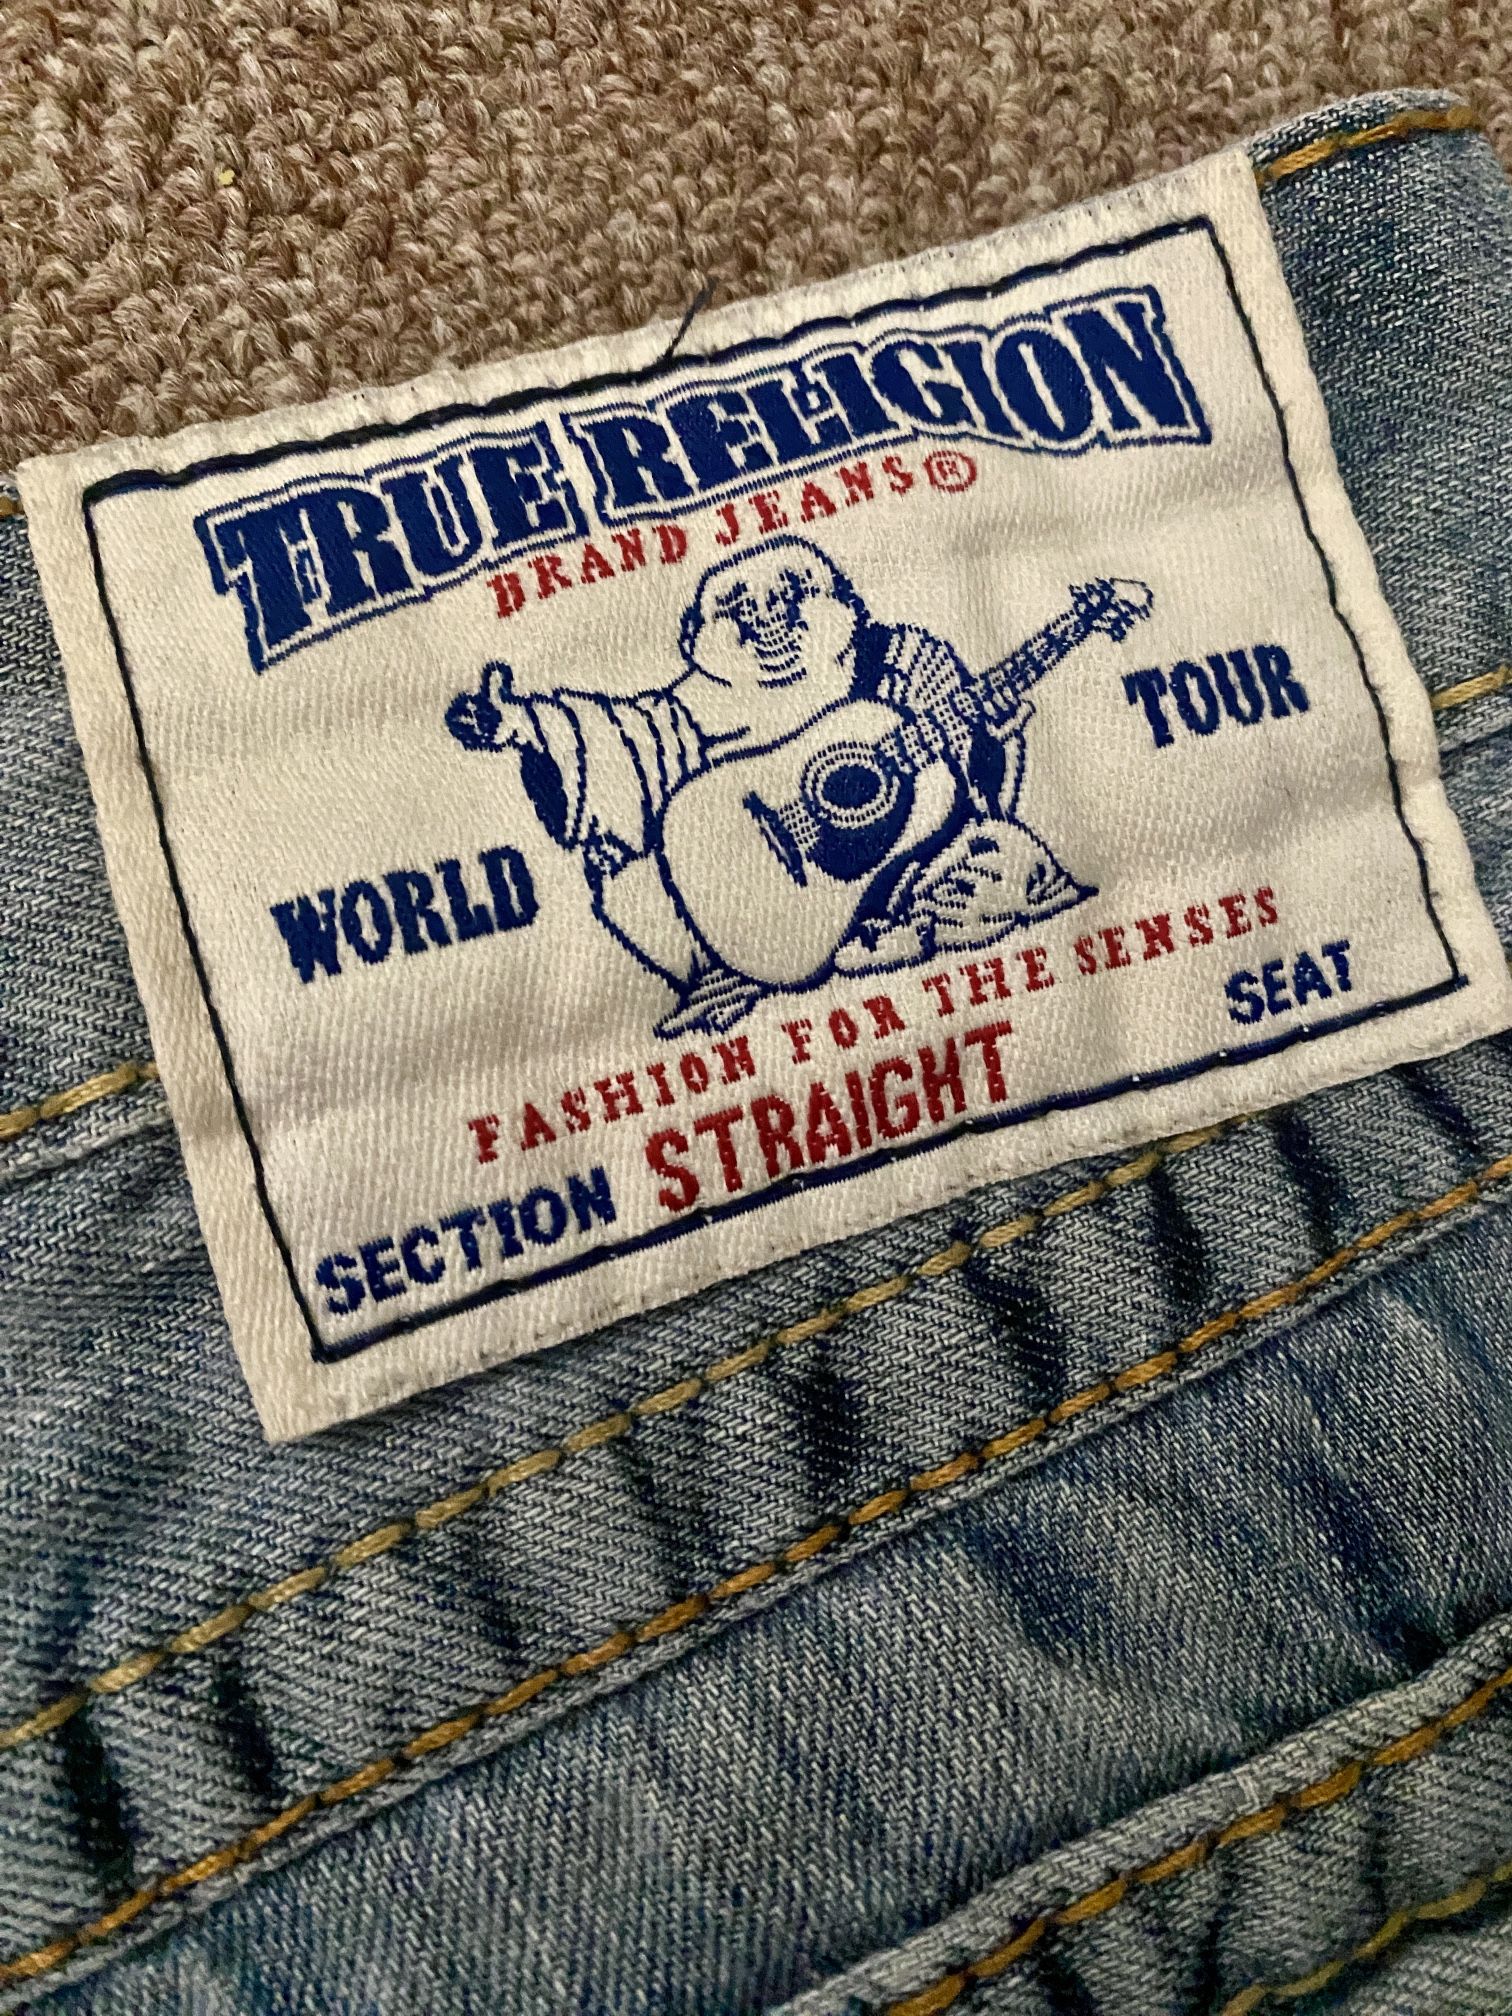 TRUE RELIGION
BRAND JEANS®
WORLD TOUR
FASHION FOR THE SENSES
SECTION STRAIGHT SEAT